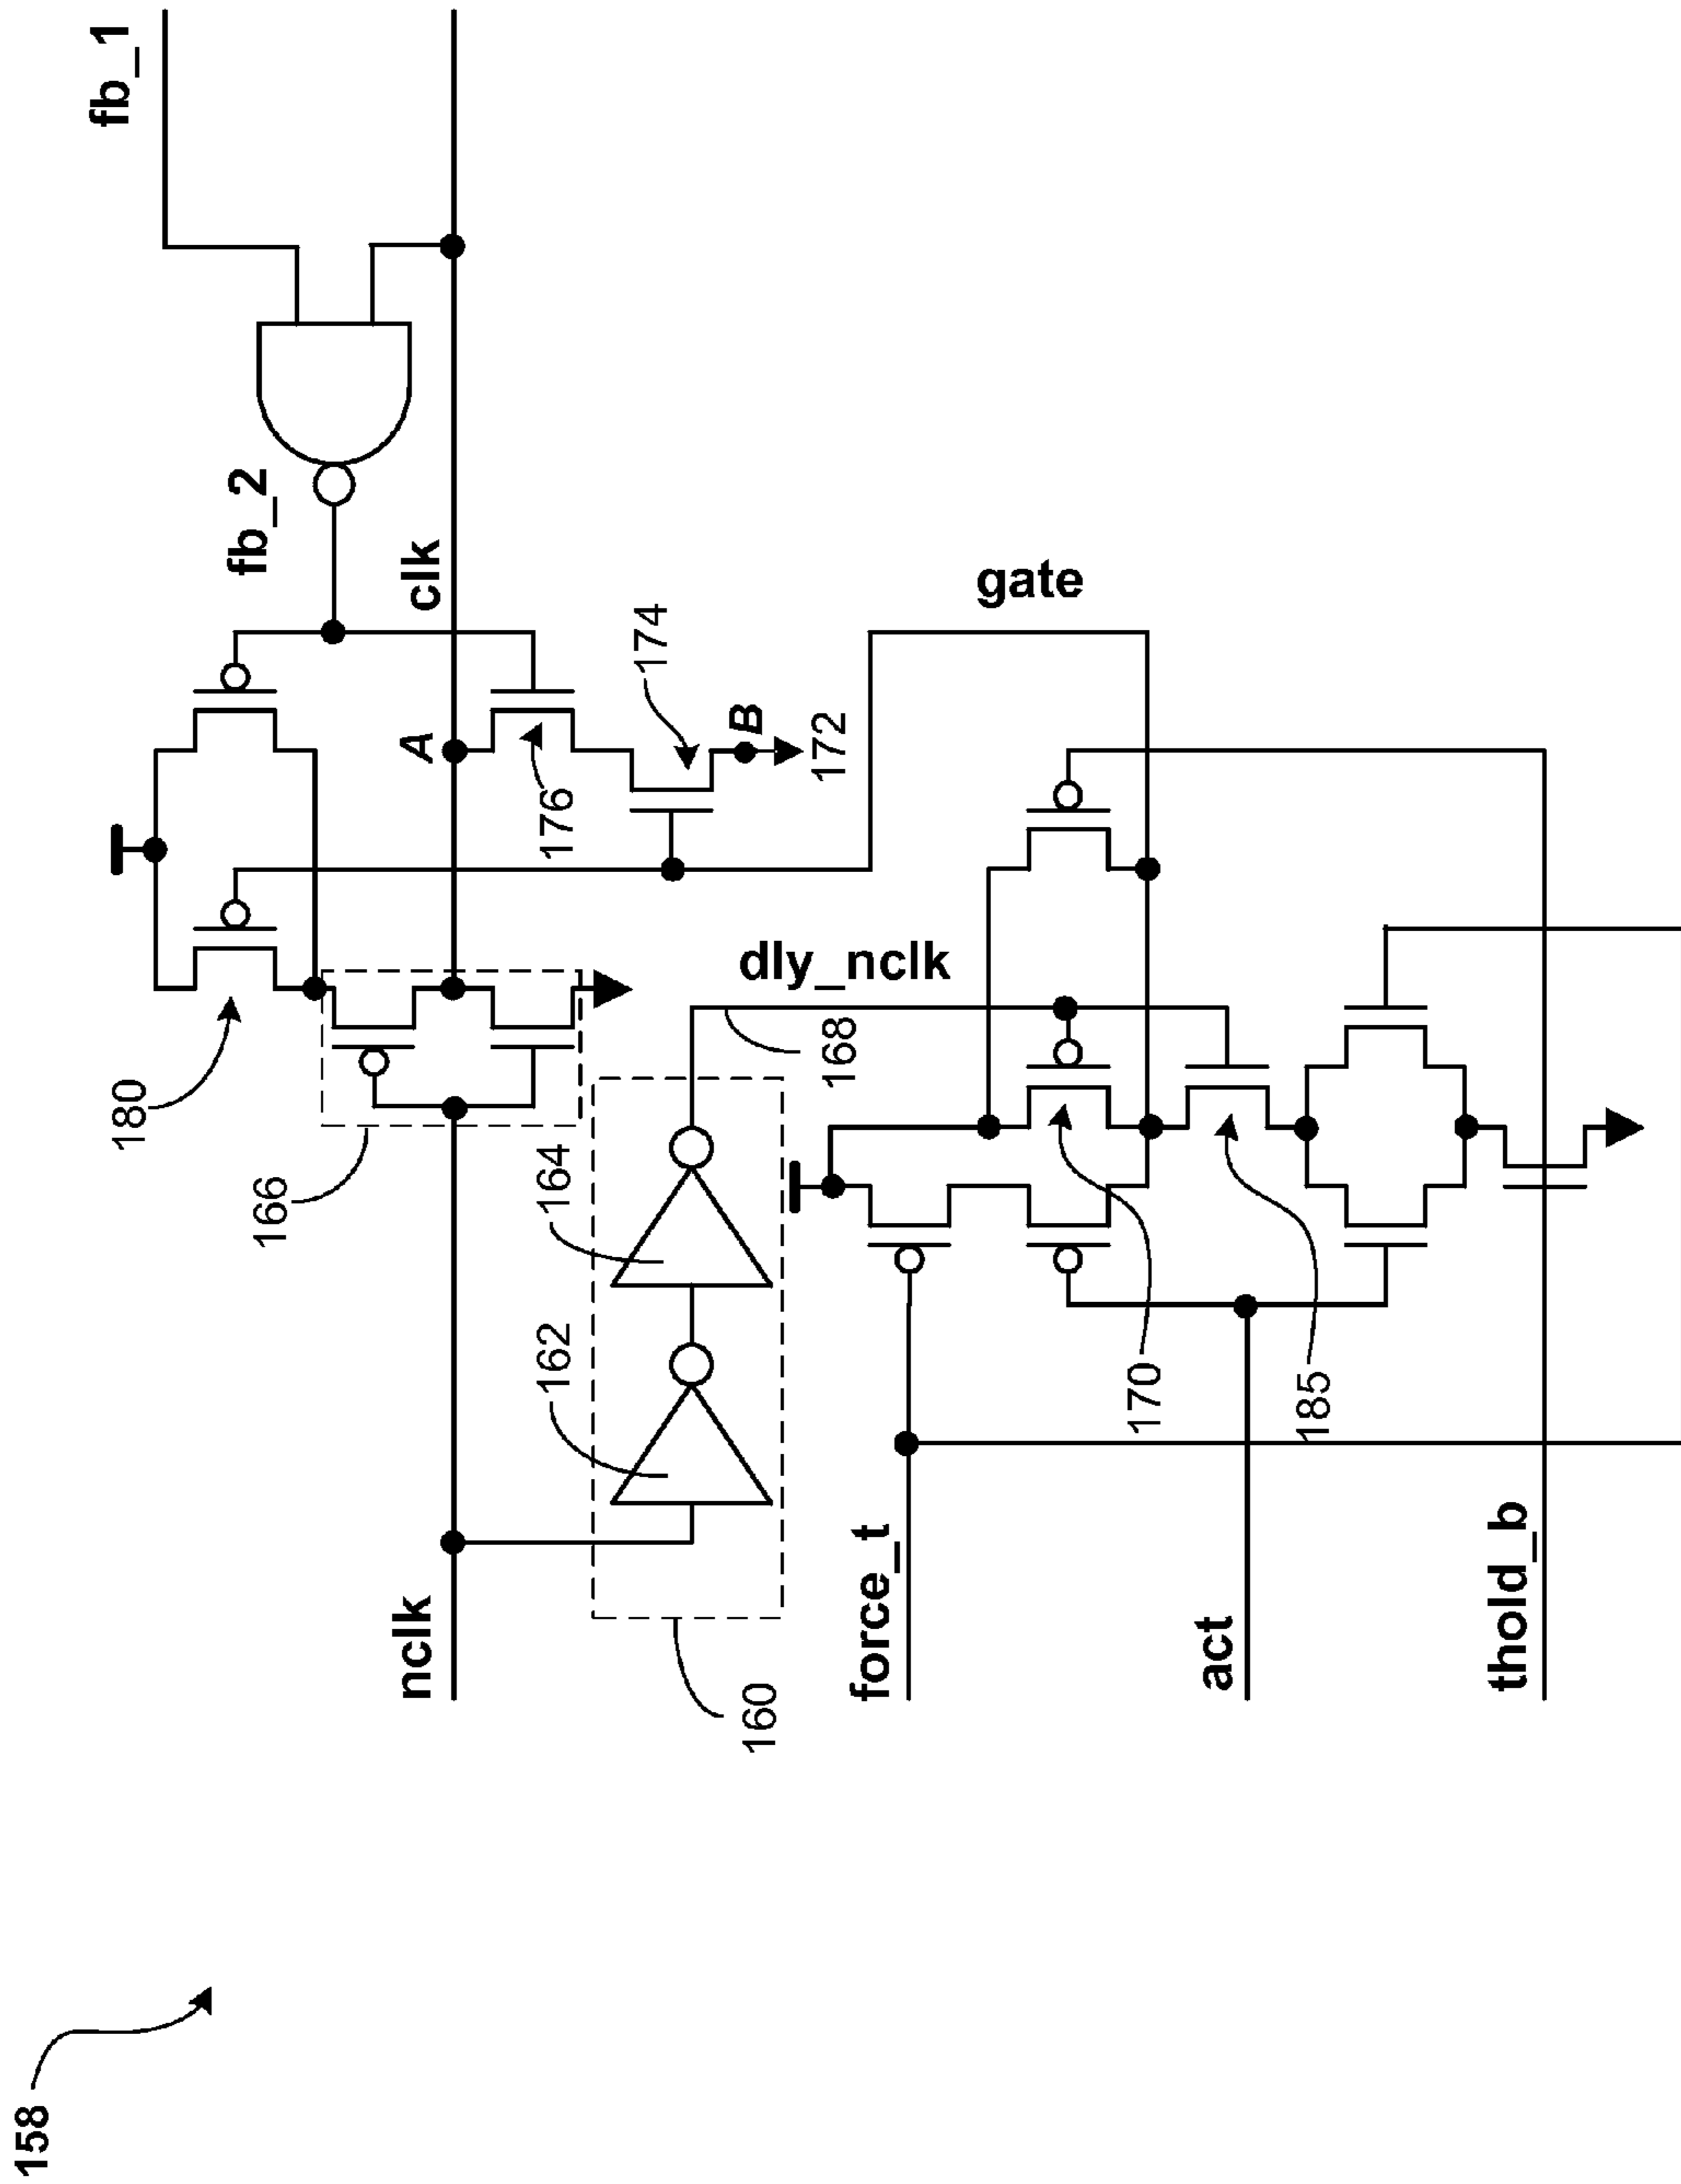 158
fb_1
fb_2
clk
A
180
166
176
174
B
172
gate
nclk
162
164
160
dly_nclk
168
force_t
act
170
185
thold_b